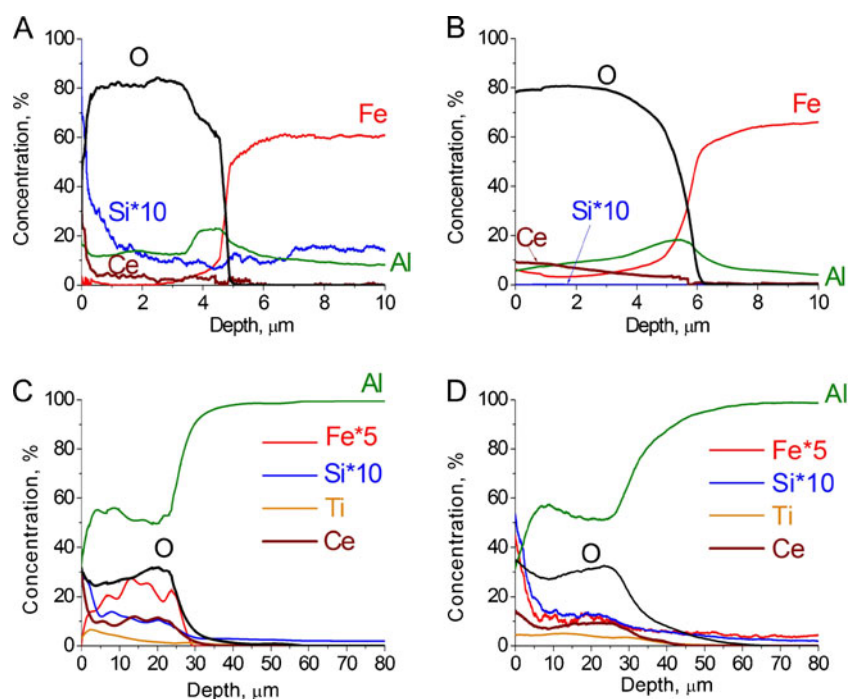 A
B
Concentration, %
100
80
60
40
20
0
O
Fe
Si*10
Ce
Al
0 2 4 6 8 10
Depth, μm
Concentration, %
100
80
60
40
20
0
O
Fe
Si*10
Ce
Al
0 2 4 6 8 10
Depth, μm
C
D
Concentration, %
100
80
60
40
20
0
Al
Fe*5
Si*10
Ti
Ce
O
0 10 20 30 40 50 60 70 80
Depth, μm
Concentration, %
100
80
60
40
20
0
Al
Fe*5
Si*10
Ti
Ce
O
0 10 20 30 40 50 60 70 80
Depth, μm